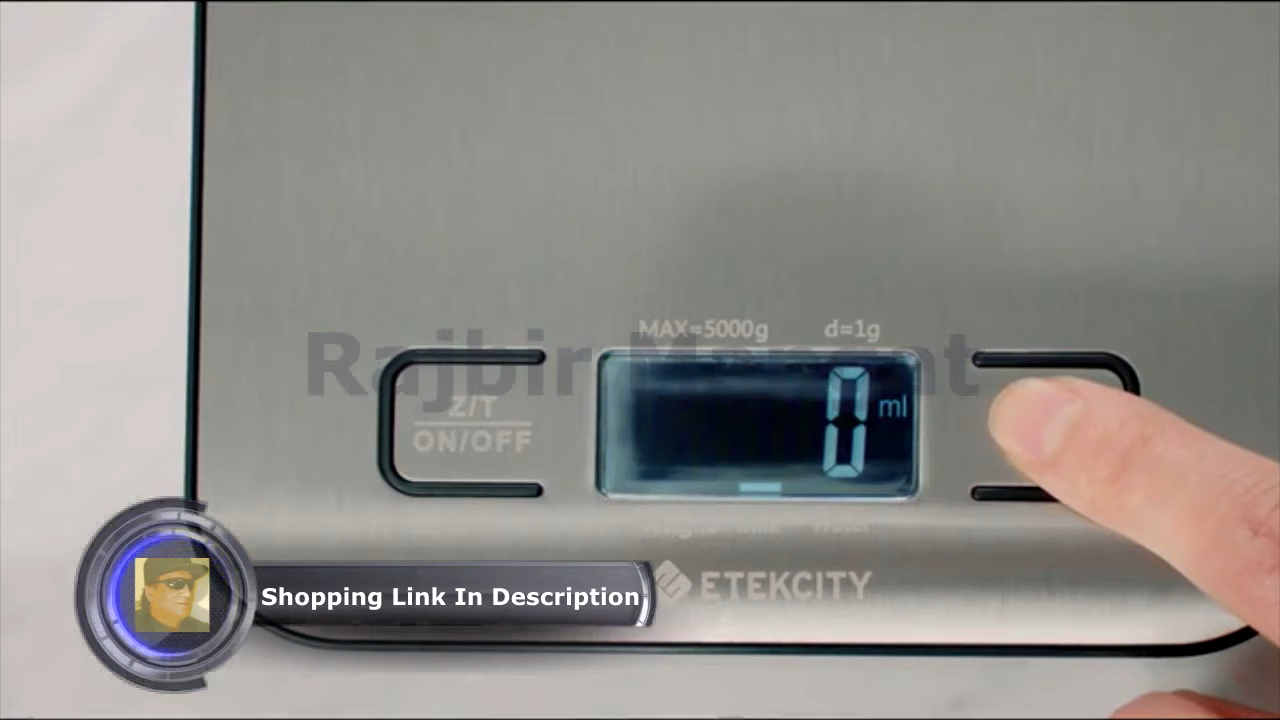 MAX=5000g d=1g
Z/T
ON/OFF
0 ml
ETEKCITY
Shopping Link In Description